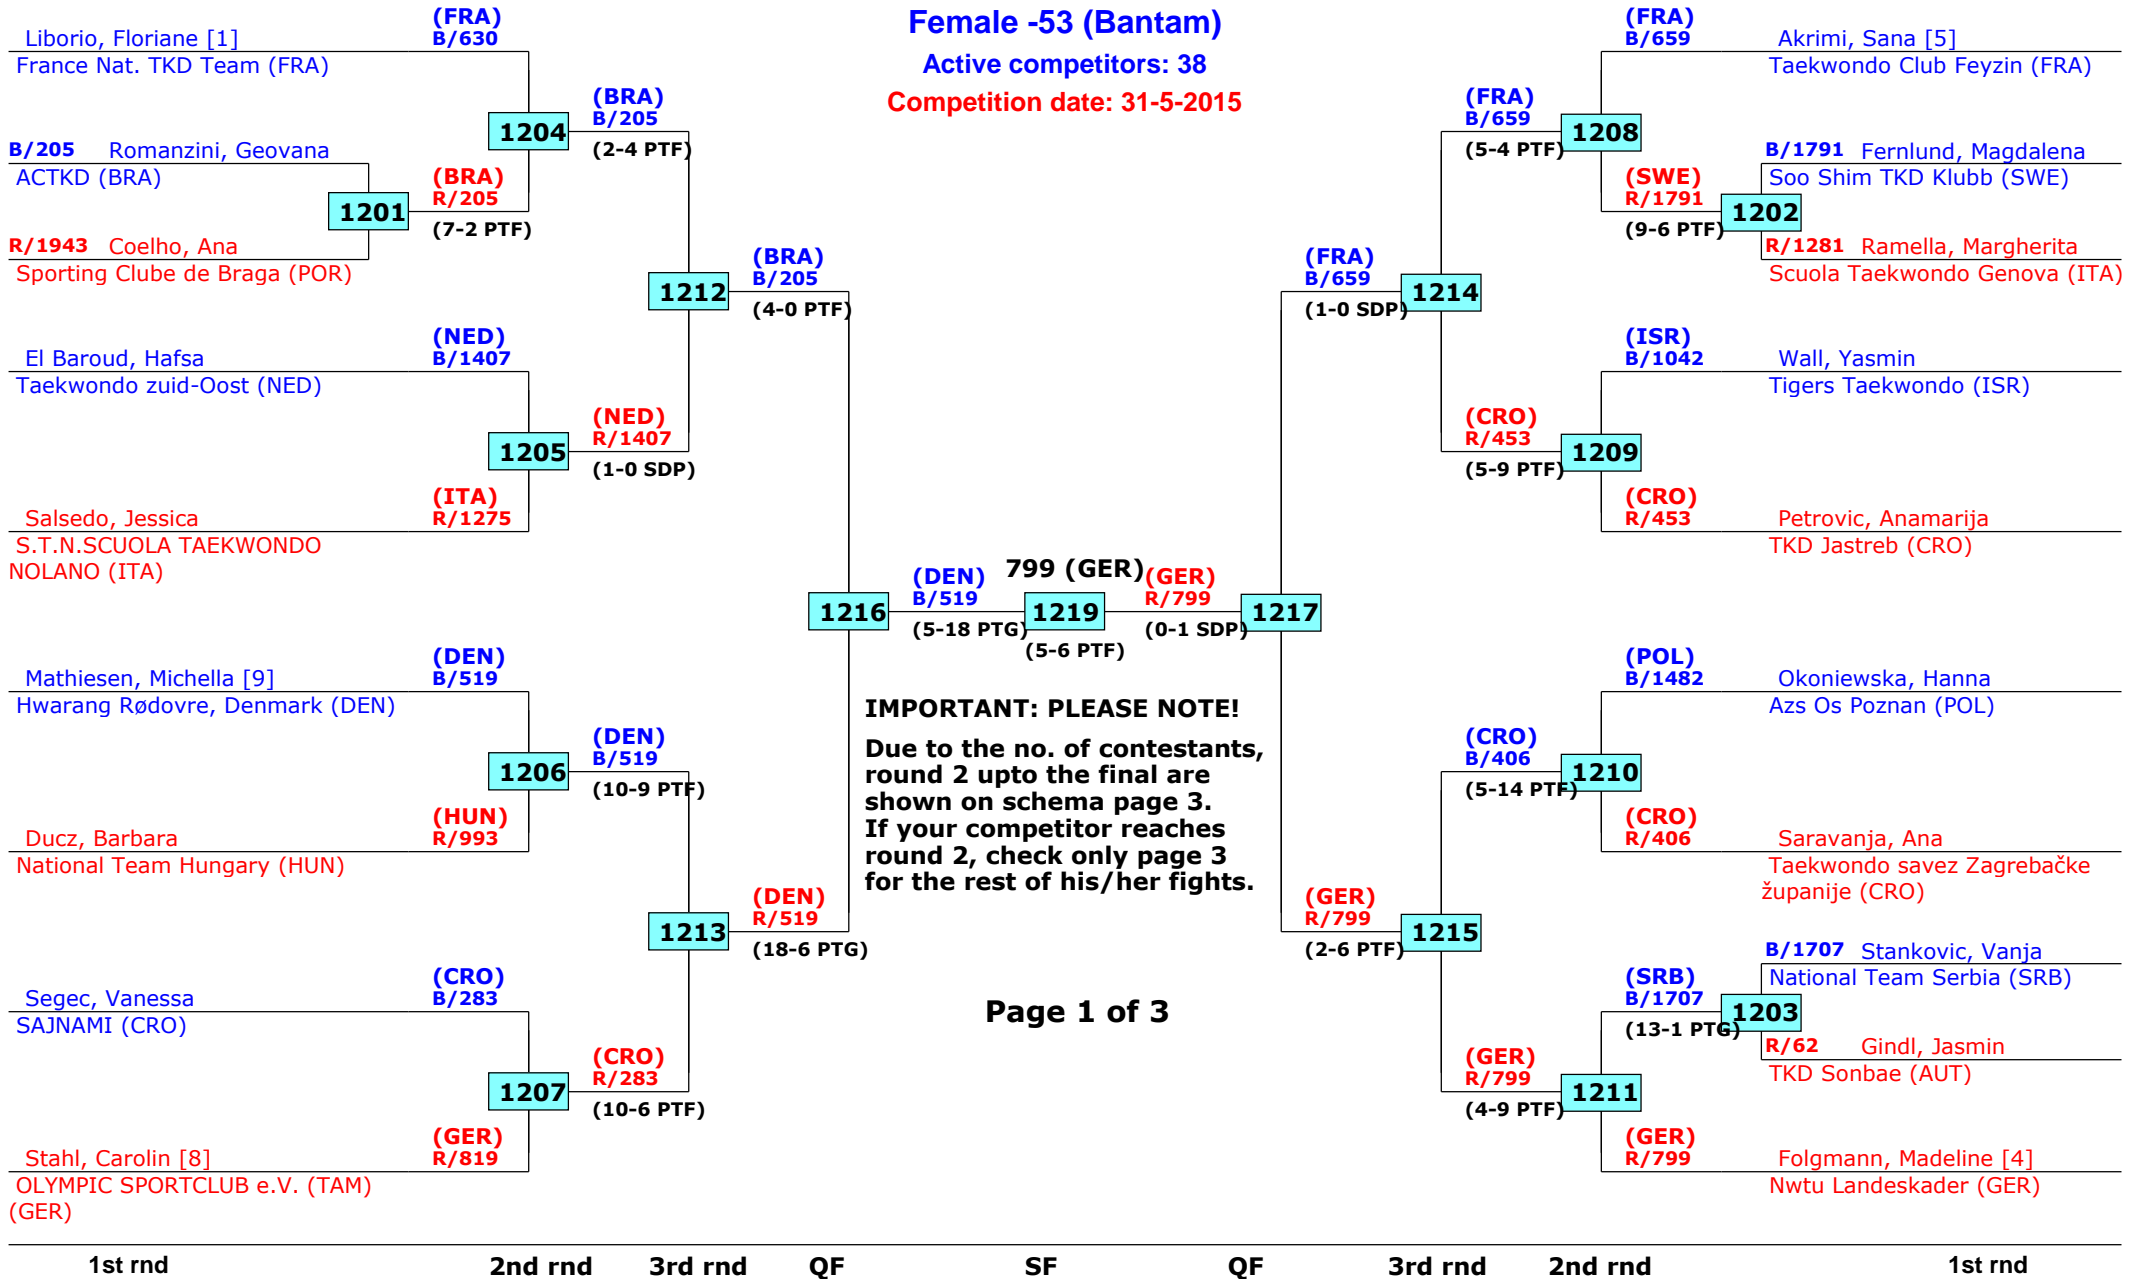 Female -53 (Bantam)
Active competitors: 38
Competition date: 31-5-2015
Liborio, Floriane [1]
France Nat. TKD Team (FRA)
(FRA)
B/630
B/205 Romanzini, Geovana
ACTKD (BRA)
1201
R/1943 Coelho, Ana
Sporting Clube de Braga (POR)
(BRA)
R/205
(7-2 PTF)
1204
(BRA)
B/205
(2-4 PTF)
El Baroud, Hafsa
Taekwondo zuid-Oost (NED)
(NED)
B/1407
Salsedo, Jessica
S.T.N.SCUOLA TAEKWONDO
NOLANO (ITA)
(ITA)
R/1275
1205
(NED)
R/1407
(1-0 SDP)
1212
(BRA)
B/205
(4-0 PTF)
Mathiesen, Michella [9]
Hwarang Rødovre, Denmark (DEN)
(DEN)
B/519
Ducz, Barbara
National Team Hungary (HUN)
(HUN)
R/993
1206
(DEN)
B/519
(10-9 PTF)
Segec, Vanessa
SAJNAMI (CRO)
(CRO)
B/283
Stahl, Carolin [8]
OLYMPIC SPORTCLUB e.V. (TAM)
(GER)
(GER)
R/819
1207
(CRO)
R/283
(10-6 PTF)
1213
(DEN)
R/519
(18-6 PTG)
1216
(DEN)
B/519
(5-18 PTG)
799 (GER)
1219
(5-6 PTF)
(GER)
R/799
(0-1 SDP)
1217
IMPORTANT: PLEASE NOTE!
Due to the no. of contestants,
round 2 upto the final are
shown on schema page 3.
If your competitor reaches
round 2, check only page 3
for the rest of his/her fights.
Page 1 of 3
(FRA)
B/659
Akrimi, Sana [5]
Taekwondo Club Feyzin (FRA)
B/1791 Fernlund, Magdalena
Soo Shim TKD Klubb (SWE)
1202
R/1281 Ramella, Margherita
Scuola Taekwondo Genova (ITA)
(SWE)
R/1791
(9-6 PTF)
1208
(FRA)
B/659
(5-4 PTF)
(ISR)
B/1042
Wall, Yasmin
Tigers Taekwondo (ISR)
(CRO)
R/453
Petrovic, Anamarija
TKD Jastreb (CRO)
1209
(CRO)
R/453
(5-9 PTF)
1214
(FRA)
B/659
(1-0 SDP)
(POL)
B/1482
Okoniewska, Hanna
Azs Os Poznan (POL)
(CRO)
R/406
Saravanja, Ana
Taekwondo savez Zagrebačke
županije (CRO)
1210
(CRO)
B/406
(5-14 PTF)
B/1707 Stankovic, Vanja
National Team Serbia (SRB)
1203
R/62 Gindl, Jasmin
TKD Sonbae (AUT)
(SRB)
B/1707
(13-1 PTG)
(GER)
R/799
Folgmann, Madeline [4]
Nwtu Landeskader (GER)
1211
(GER)
R/799
(4-9 PTF)
1215
(GER)
R/799
(2-6 PTF)
1st rnd 2nd rnd 3rd rnd QF SF QF 3rd rnd 2nd rnd 1st rnd